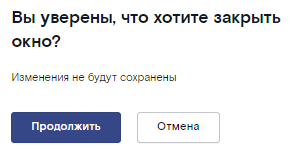 Вы уверены, что хотите закрыть
окно?
Изменения не будут сохранены
Продолжить
Отмена